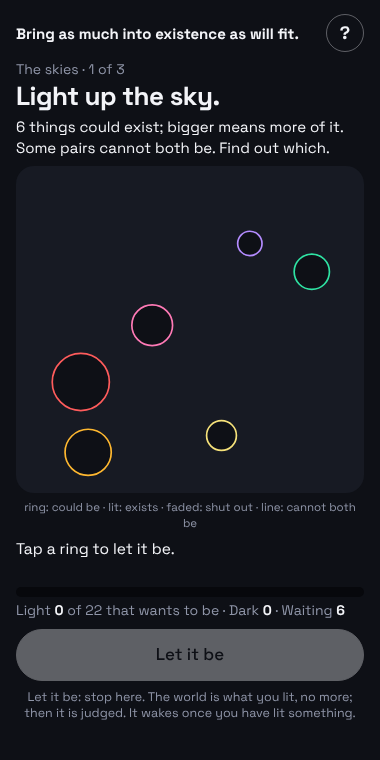 Bring as much into existence as will fit.
?
The skies · 1 of 3
Light up the sky.
6 things could exist; bigger means more of it.
Some pairs cannot both be. Find out which.
ring: could be · lit: exists · faded: shut out · line: cannot both
be
Tap a ring to let it be.
Light 0 of 22 that wants to be · Dark 0 · Waiting 6
Let it be
Let it be: stop here. The world is what you lit, no more;
then it is judged. It wakes once you have lit something.